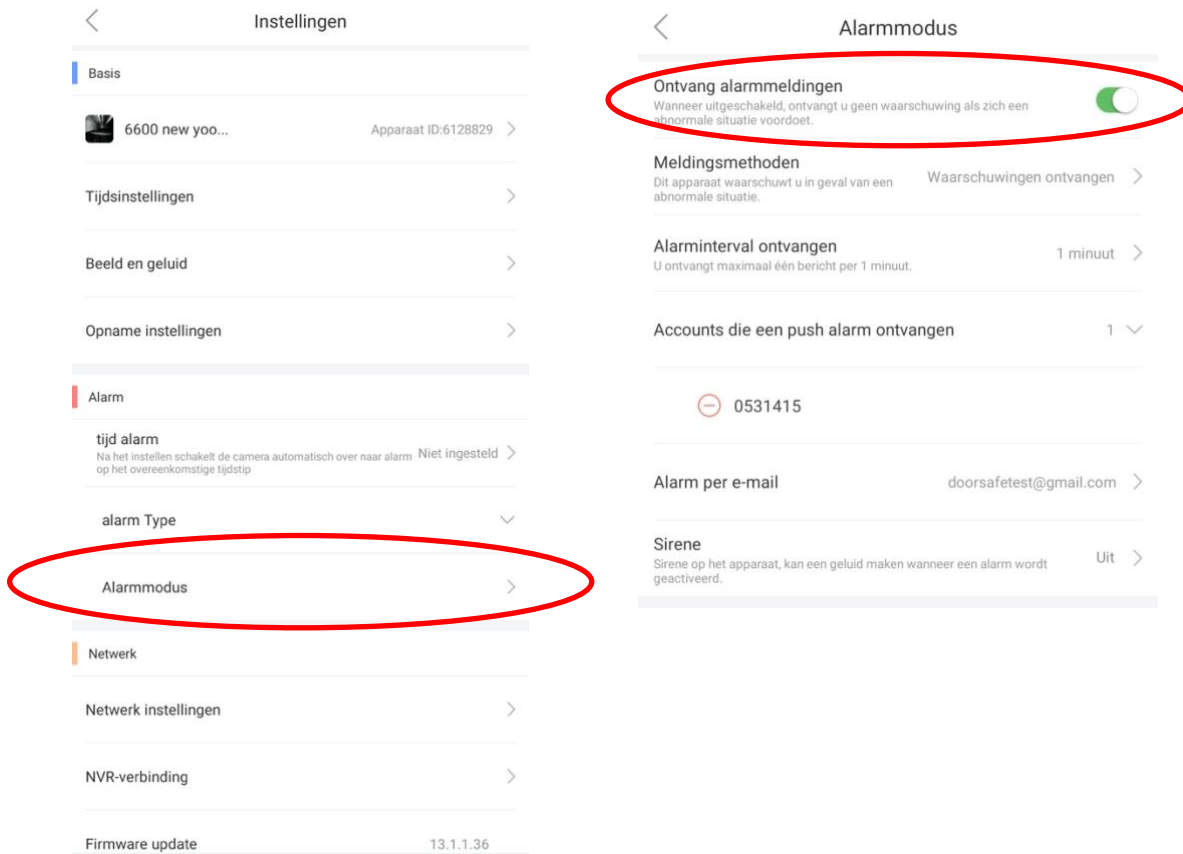 Instellingen
Basis
6600 new yoo... Apparaat ID:6128829
Tijdsinstellingen
Beeld en geluid
Opname instellingen
Alarm
tijd alarm
Na het instellen schakelt de camera automatisch over naar alarm Niet ingesteld
op het overeenkomstige tijdstip
alarm Type
Alarmmodus
Netwerk
Netwerk instellingen
NVR-verbinding
Firmware update 13.1.1.36
Alarmmodus
Ontvang alarmmeldingen
Wanneer uitgeschakeld, ontvangt u geen waarschuwing als zich een
abnormale situatie voordoet.
Meldingsmethoden
Dit apparaat waarschuwt u in geval van een Waarschuwingen ontvangen
abnormale situatie.
Alarminterval ontvangen
U ontvangt maximaal één bericht per 1 minuut. 1 minuut
Accounts die een push alarm ontvangen 1
0531415
Alarm per e-mail doorsafetest@gmail.com
Sirene
Sirene op het apparaat, kan een geluid maken wanneer een alarm wordt Uit
geactiveerd.